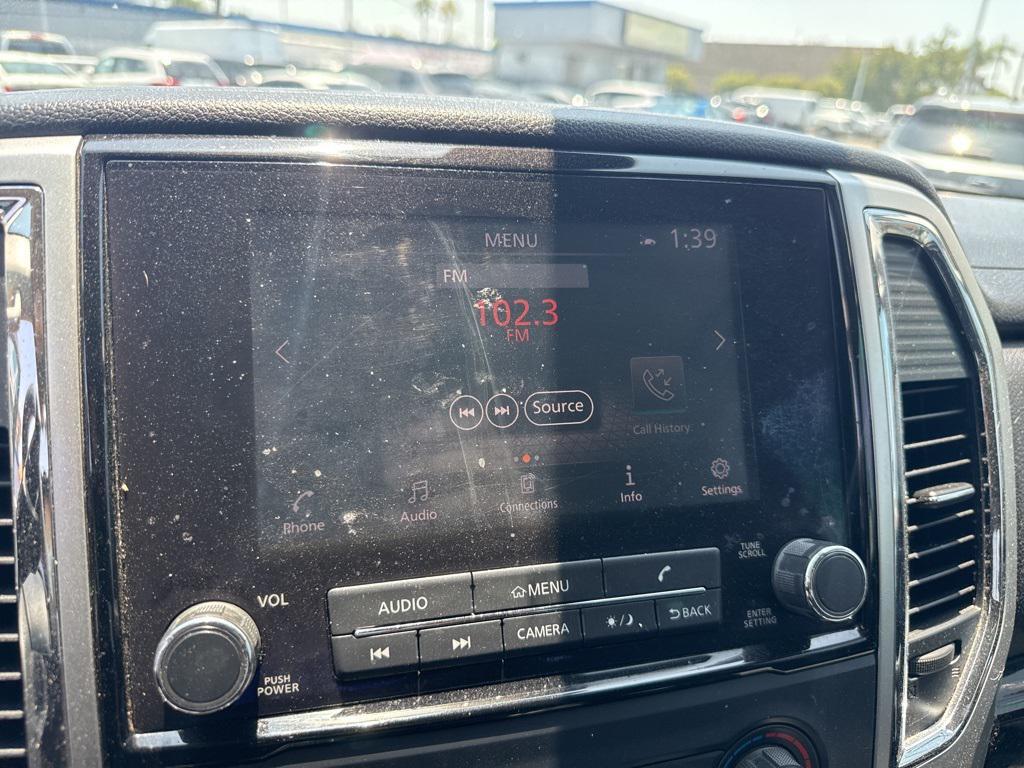 MENU
1:39
FM
102.3
FM
Source
Call History
Phone
Audio
Connections
Info
Settings
VOL
PUSH
POWER
AUDIO
MENU
CAMERA
BACK
TUNE
SCROLL
ENTER
SETTING